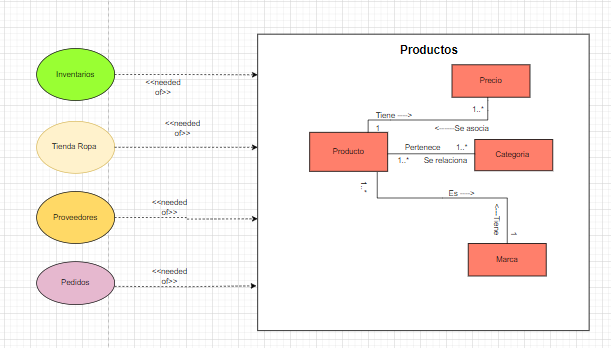 Productos
Inventarios
<<needed
of>>
Precio
1..*
Tiene --->
1
<-----Se asocia
<<needed
of>>
Tienda Ropa
Producto
Pertenece
1..*
1..*
Se relaciona
Categoria
1..*
Es ---->
<<needed
of>>
Proveedores
<---Tiene
1
Marca
<<needed
of>>
Pedidos